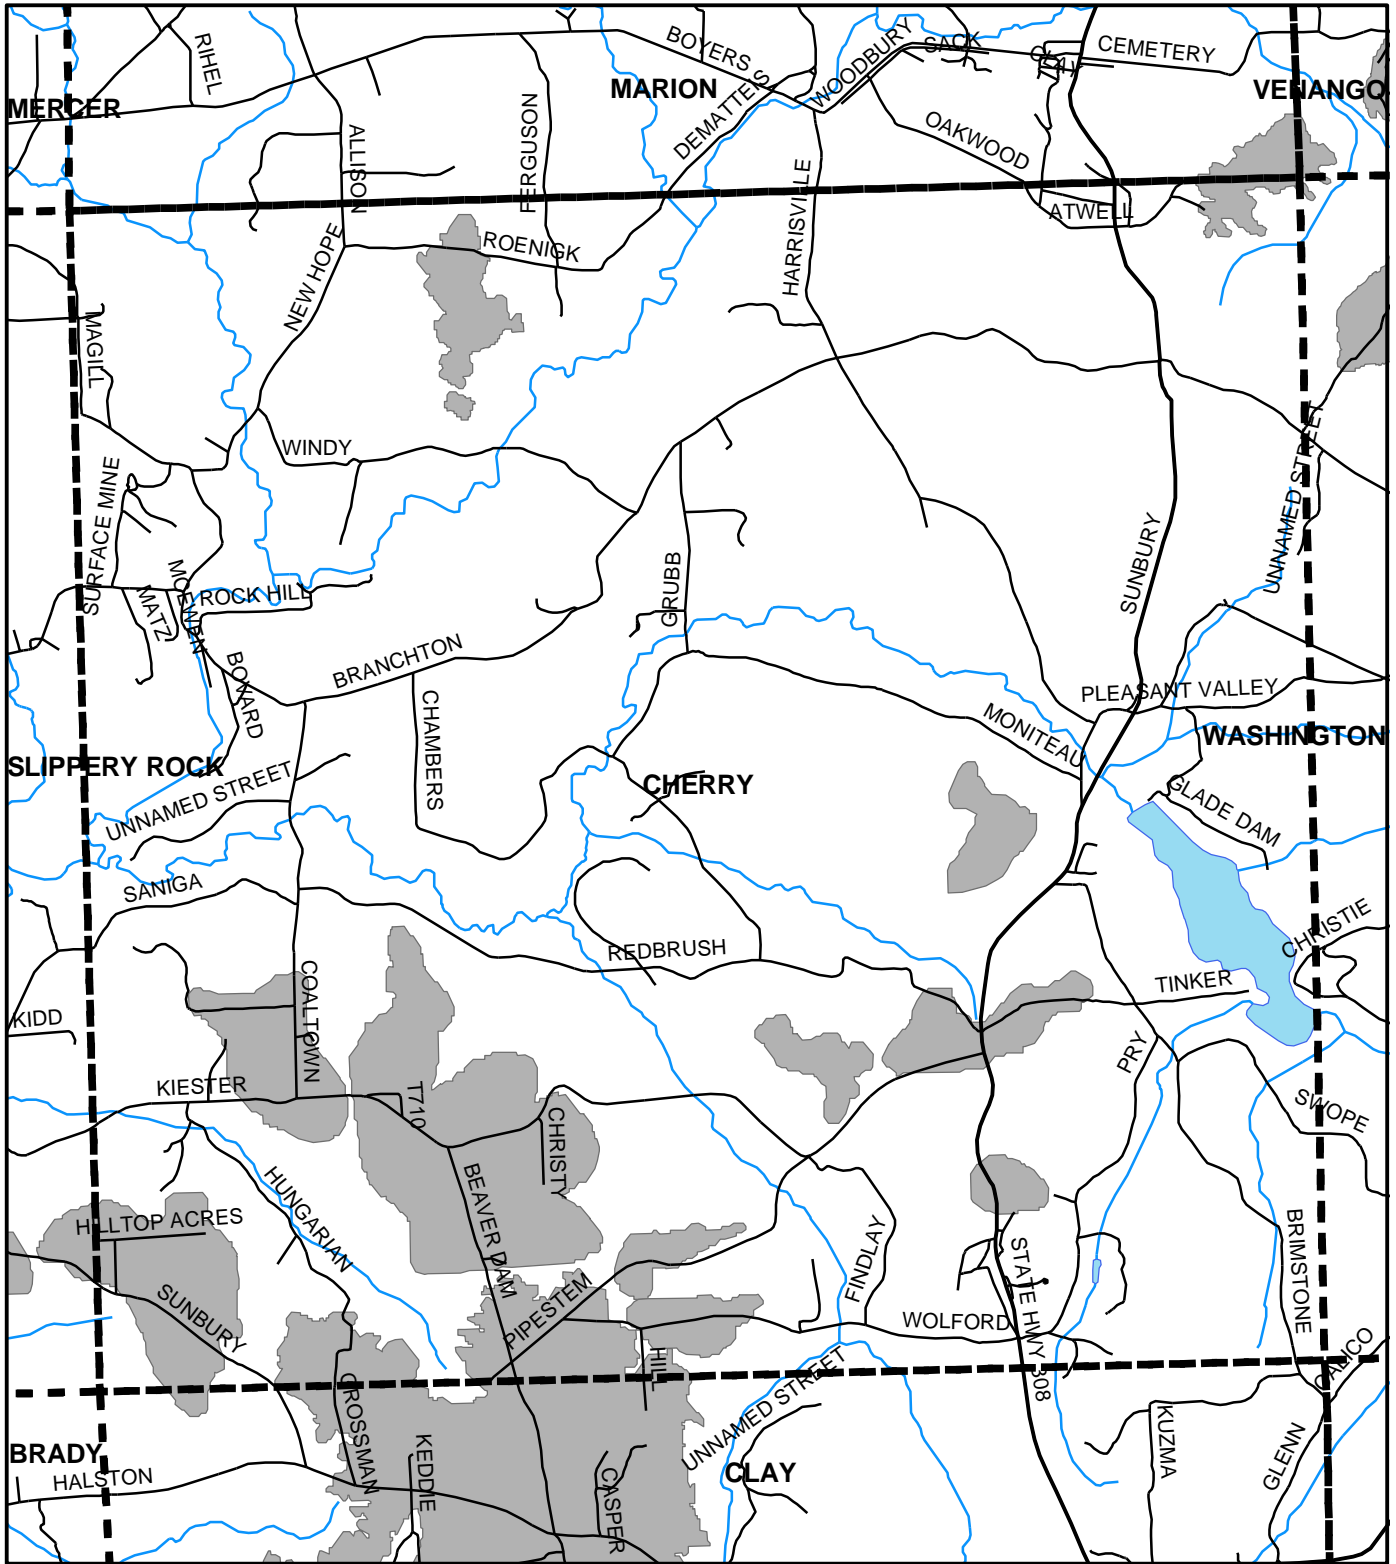 RIHEL
BOYERS
WOODBURY
SACK
CLAY
CEMETERY
MERCER
MARION
VENANGO
DEMATTEIS
ALLISON
FERGUSON
OAKWOOD
HARRISVILLE
ATWELL
NEW HOPE
ROENIGK
MAGILL
WINDY
UNNAMED STREET
SURFACE MINE
SUNBURY
MCEWEN
MATZ
ROCK HILL
GRUBB
BRANCHTON
BOVARD
CHAMBERS
PLEASANT VALLEY
MONITEAU
WASHINGTON
SLIPPERY ROCK
UNNAMED STREET
CHERRY
GLADE DAM
SANIGA
REDBRUSH
CHRISTIE
COALTOWN
TINKER
KIDD
PRY
KIESTER
T710
CHRISTY
SWOPE
HUNGARIAN
BEAVER DAM
HILLTOP ACRES
FINDLAY
STATE HWY 308
BRIMSTONE
SUNBURY
PIPESTEM
WOLFORD
HILL
CALICO
UNNAMED STREET
CROSSMAN
BRADY
HALSTON
KEDDIE
CASPER
CLAY
KUZMA
GLENN